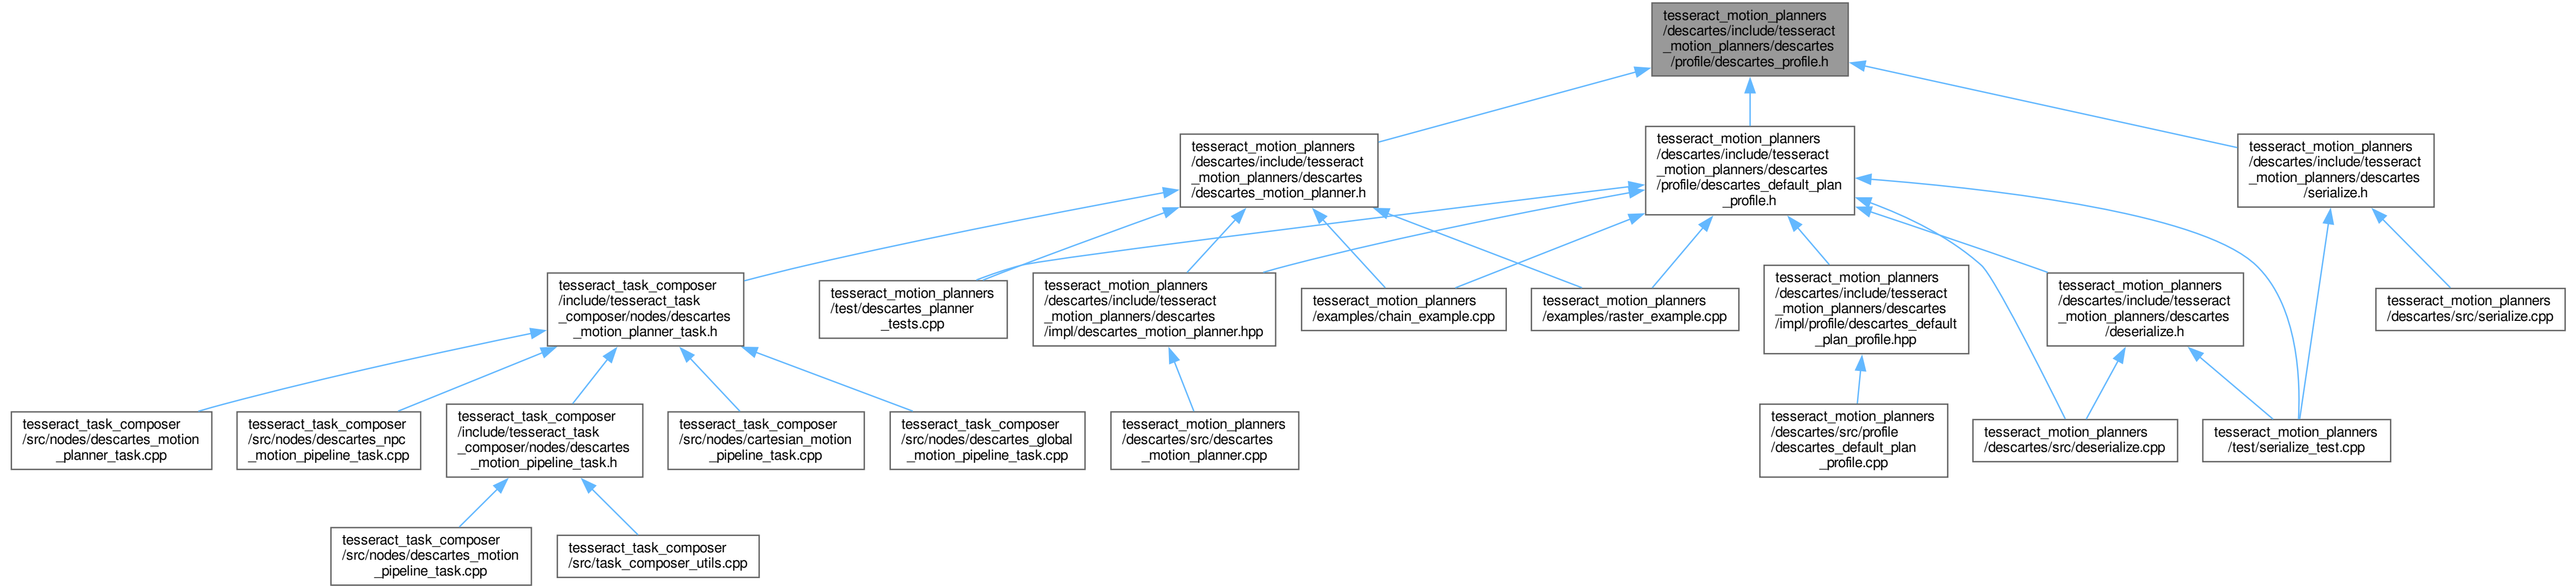 tesseract_motion_planners
/descartes/include/tesseract
_motion_planners/descartes
/profile/descartes_profile.h
tesseract_motion_planners
/descartes/include/tesseract
_motion_planners/descartes
/descartes_motion_planner.h
tesseract_motion_planners
/descartes/include/tesseract
_motion_planners/descartes
/profile/descartes_default_plan
_profile.h
tesseract_motion_planners
/descartes/include/tesseract
_motion_planners/descartes
/serialize.h
tesseract_task_composer
/include/tesseract_task
_composer/nodes/descartes
_motion_planner_task.h
tesseract_motion_planners
/test/descartes_planner
_tests.cpp
tesseract_motion_planners
/descartes/include/tesseract
_motion_planners/descartes
/impl/descartes_motion_planner.hpp
tesseract_motion_planners
/examples/chain_example.cpp
tesseract_motion_planners
/examples/raster_example.cpp
tesseract_motion_planners
/descartes/include/tesseract
_motion_planners/descartes
/impl/profile/descartes_default
_plan_profile.hpp
tesseract_motion_planners
/descartes/include/tesseract
_motion_planners/descartes
/deserialize.h
tesseract_motion_planners
/descartes/src/serialize.cpp
tesseract_task_composer
/src/nodes/descartes_motion
_planner_task.cpp
tesseract_task_composer
/src/nodes/descartes_npc
_motion_pipeline_task.cpp
tesseract_task_composer
/include/tesseract_task
_composer/nodes/descartes
_motion_pipeline_task.h
tesseract_task_composer
/src/nodes/cartesian_motion
_pipeline_task.cpp
tesseract_task_composer
/src/nodes/descartes_global
_motion_pipeline_task.cpp
tesseract_motion_planners
/descartes/src/descartes
_motion_planner.cpp
tesseract_motion_planners
/descartes/src/profile
/descartes_default_plan
_profile.cpp
tesseract_motion_planners
/descartes/src/deserialize.cpp
tesseract_motion_planners
/test/serialize_test.cpp
tesseract_task_composer
/src/nodes/descartes_motion
_pipeline_task.cpp
tesseract_task_composer
/src/task_composer_utils.cpp